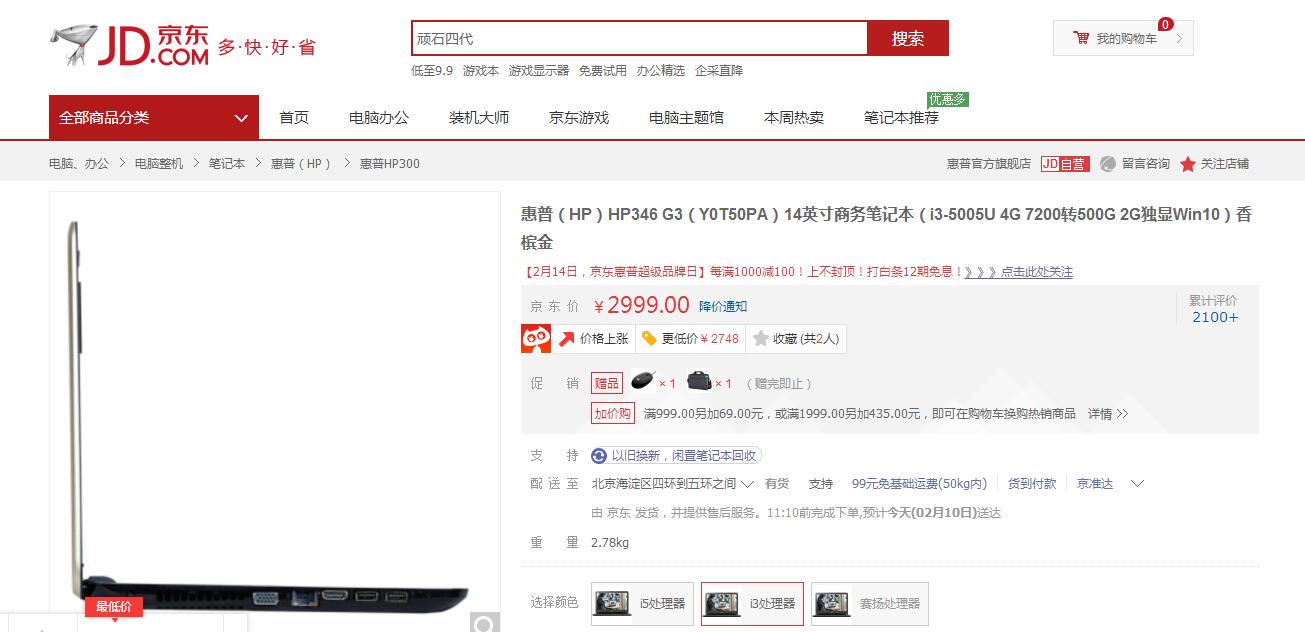 JD 京东
.COM
多·快·好·省
顽石四代
搜索
0
我的购物车
低至9.9 游戏本 游戏显示器 免费试用 办公精选 企采直降
优惠多
全部商品分类 首页 电脑办公 装机大师 京东游戏 电脑主题馆 本周热卖 笔记本推荐
电脑、办公 > 电脑整机 > 笔记本 > 惠普（HP） > 惠普HP300
惠普官方旗舰店 JD自营 留言咨询 关注店铺
惠普（HP）HP346 G3（Y0T50PA）14英寸商务笔记本（i3-5005U 4G 7200转500G 2G独显Win10）香
槟金
【2月14日，京东惠普超级品牌日】每满1000减100！上不封顶！打白条12期免息！》》》点击此处关注
京东价 ￥2999.00 降价通知
累计评价
2100+
价格上涨 更低价￥2748 收藏 (共2人)
促销 赠品 ×1 ×1 （赠完即止）
加价购 满999.00另加69.00元，或满1999.00另加435.00元，即可在购物车换购热销商品 详情 >>
支持 以旧换新，闲置笔记本回收
配送至 北京海淀区四环到五环之间 有货 支持 99元免基础运费(50kg内) 货到付款 京准达
由 京东 发货，并提供售后服务。11:10前完成下单,预计今天(02月10日)送达
重量 2.78kg
选择颜色 i5处理器 i3处理器 赛扬处理器
最低价